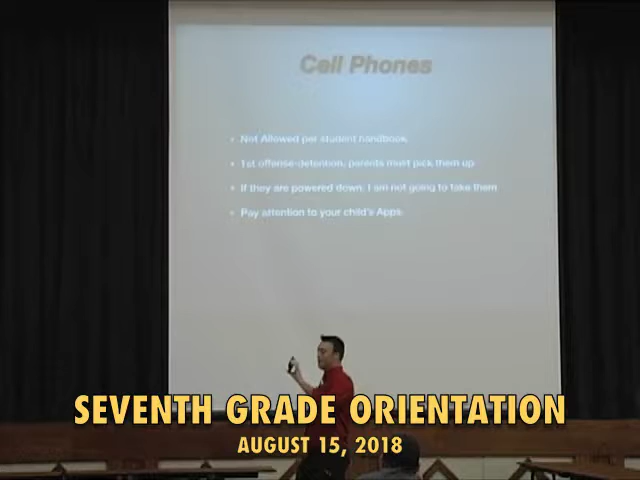 Cell Phones
• Not Allowed per student handbook.
• 1st offense-detention, parents must pick them up
• If they are powered down, I am not going to take them
• Pay attention to your child's Apps.
SEVENTH GRADE ORIENTATION
AUGUST 15, 2018